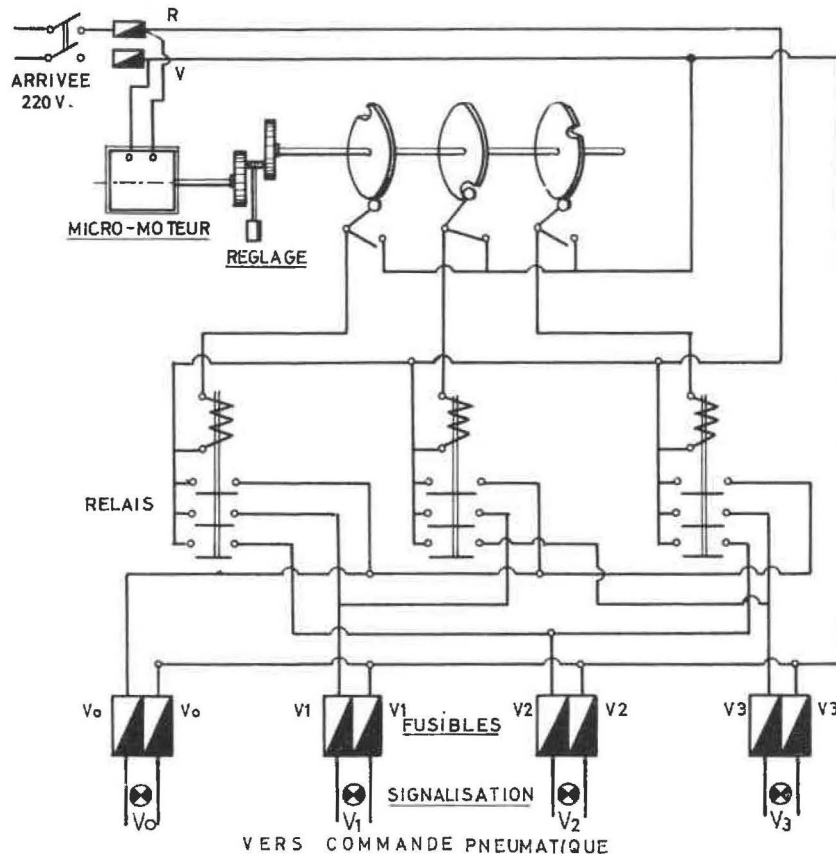 R
V
ARRIVEE
220V.
MICRO-MOTEUR
REGLAGE
RELAIS
Vo Vo V1 V1 V2 V2 V3 V3
FUSIBLES
SIGNALISATION
Vo V1 V2 V3
VERS COMMANDE PNEUMATIQUE